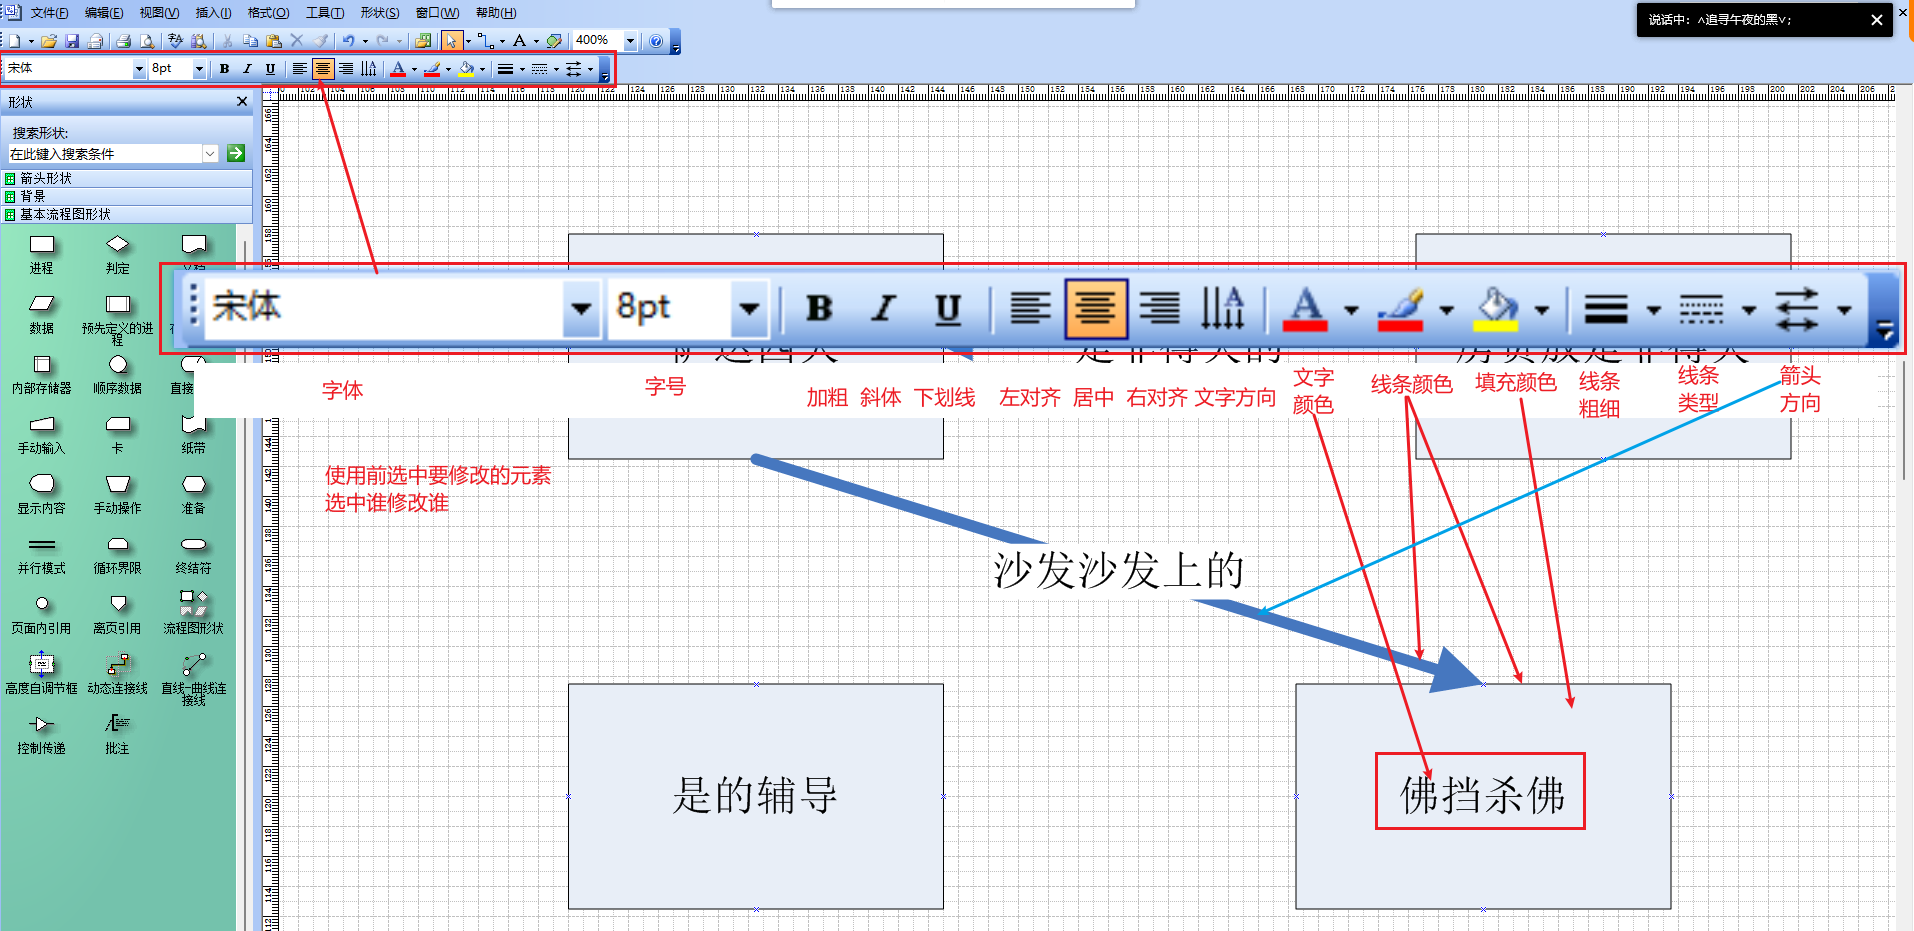 文件(F) 编辑(E) 视图(V) 插入(I) 格式(O) 工具(T) 形状(S) 窗口(W) 帮助(H)
说话中: ^追寻午夜的黑v;
400%
宋体 8pt B I U A
形状
搜索形状:
在此键入搜索条件
箭头形状
背景
基本流程图形状
进程 判定
数据 预先定义的进程
内部存储器 顺序数据 直接
手动输入 卡 纸带
显示内容 手动操作 准备
并行模式 循环界限 终结符
页面内引用 离页引用 流程图形状
高度自调节框 动态连接线 直线-曲线连接线
控制传递 批注
宋体 8pt B I U A A
字体 字号 加粗 斜体 下划线 左对齐 居中 右对齐 文字方向
文字
颜色
线条颜色
填充颜色
线条
粗细
线条
类型
箭头
方向
使用前选中要修改的元素
选中谁修改谁
沙发沙发上的
是的辅导
佛挡杀佛